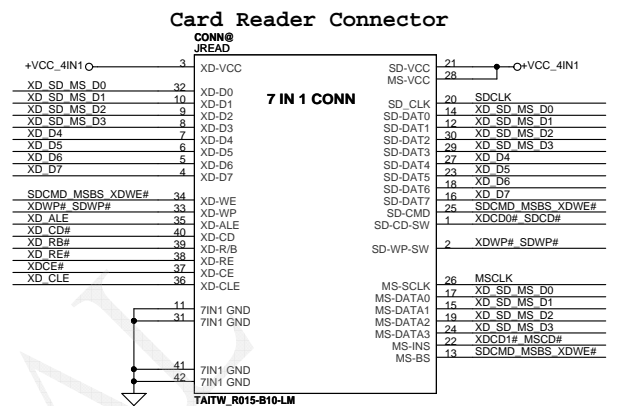 Card Reader Connector
CONN@
JREAD
+VCC_4IN1 3 XD-VCC SD-VCC 21 +VCC_4IN1
MS-VCC 28
7 IN 1 CONN
XD_SD_MS_D0 32 XD-D0
XD_SD_MS_D1 10 XD-D1
XD_SD_MS_D2 9 XD-D2
XD_SD_MS_D3 8 XD-D3
XD_D4 7 XD-D4
XD_D5 6 XD-D5
XD_D6 5 XD-D6
XD_D7 4 XD-D7
SDCMD_MSBS_XDWE# 34 XD-WE
XDWP#_SDWP# 33 XD-WP
XD_ALE 35 XD-ALE
XD_CD# 40 XD-CD
XD_RB# 39 XD-R/B
XD_RE# 38 XD-RE
XDCE# 37 XD-CE
XD_CLE 36 XD-CLE
11 7IN1 GND
31 7IN1 GND
41 7IN1 GND
42 7IN1 GND
SD_CLK 20 SDCLK
SD-DAT0 14 XD_SD_MS_D0
SD-DAT1 12 XD_SD_MS_D1
SD-DAT2 30 XD_SD_MS_D2
SD-DAT3 29 XD_SD_MS_D3
SD-DAT4 27 XD_D4
SD-DAT5 23 XD_D5
SD-DAT6 18 XD_D6
SD-DAT7 16 XD_D7
SD-CMD 25 SDCMD_MSBS_XDWE#
SD-CD-SW 1 XDCD0#_SDCD#
SD-WP-SW 2 XDWP#_SDWP#
MS-SCLK 26 MSCLK
MS-DATA0 17 XD_SD_MS_D0
MS-DATA1 15 XD_SD_MS_D1
MS-DATA2 19 XD_SD_MS_D2
MS-DATA3 24 XD_SD_MS_D3
MS-INS 22 XDCD1#_MSCD#
MS-BS 13 SDCMD_MSBS_XDWE#
TAITW_R015-B10-LM